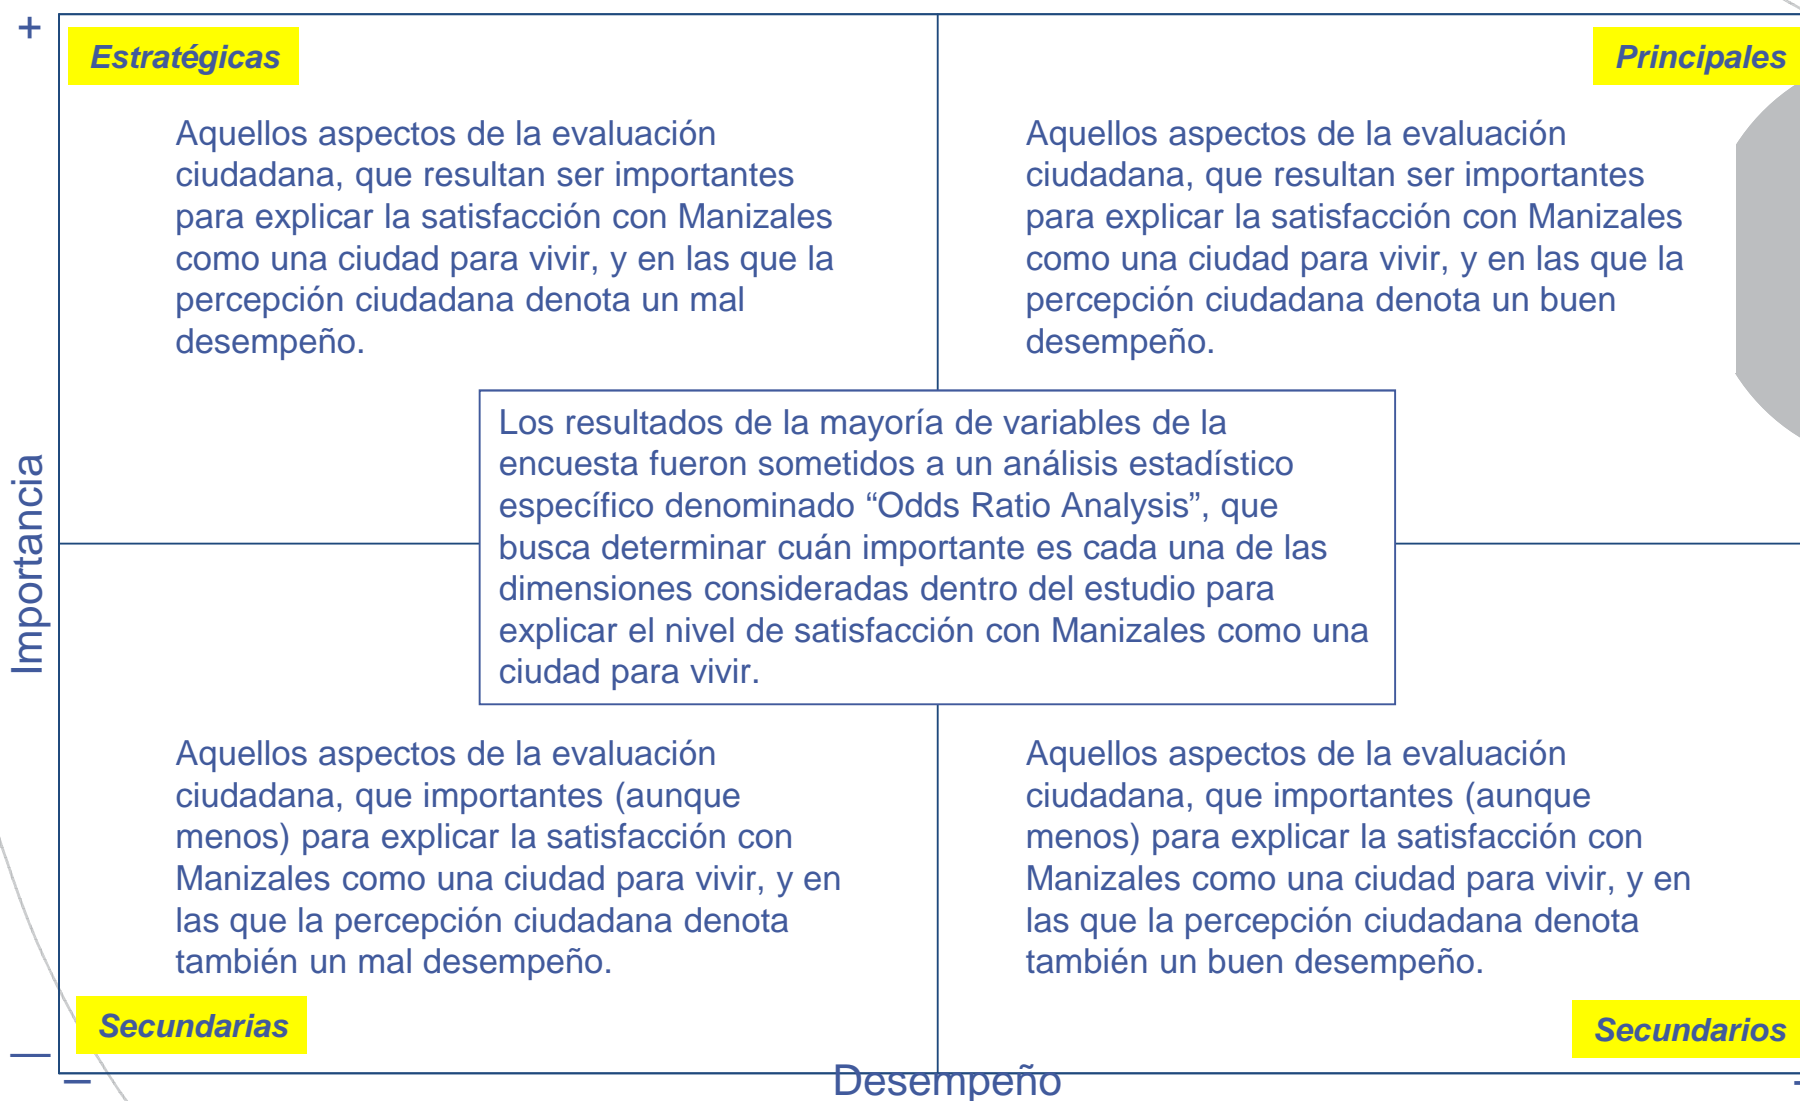 +
Estratégicas
Principales
Aquellos aspectos de la evaluación
ciudadana, que resultan ser importantes
para explicar la satisfacción con Manizales
como una ciudad para vivir, y en las que la
percepción ciudadana denota un mal
desempeño.
Aquellos aspectos de la evaluación
ciudadana, que resultan ser importantes
para explicar la satisfacción con Manizales
como una ciudad para vivir, y en las que la
percepción ciudadana denota un buen
desempeño.
Los resultados de la mayoría de variables de la
encuesta fueron sometidos a un análisis estadístico
específico denominado “Odds Ratio Analysis”, que
busca determinar cuán importante es cada una de las
dimensiones consideradas dentro del estudio para
explicar el nivel de satisfacción con Manizales como una
ciudad para vivir.
Importancia
Aquellos aspectos de la evaluación
ciudadana, que importantes (aunque
menos) para explicar la satisfacción con
Manizales como una ciudad para vivir, y en
las que la percepción ciudadana denota
también un mal desempeño.
Aquellos aspectos de la evaluación
ciudadana, que importantes (aunque
menos) para explicar la satisfacción con
Manizales como una ciudad para vivir, y en
las que la percepción ciudadana denota
también un buen desempeño.
Secundarias
Secundarios
Desempeño